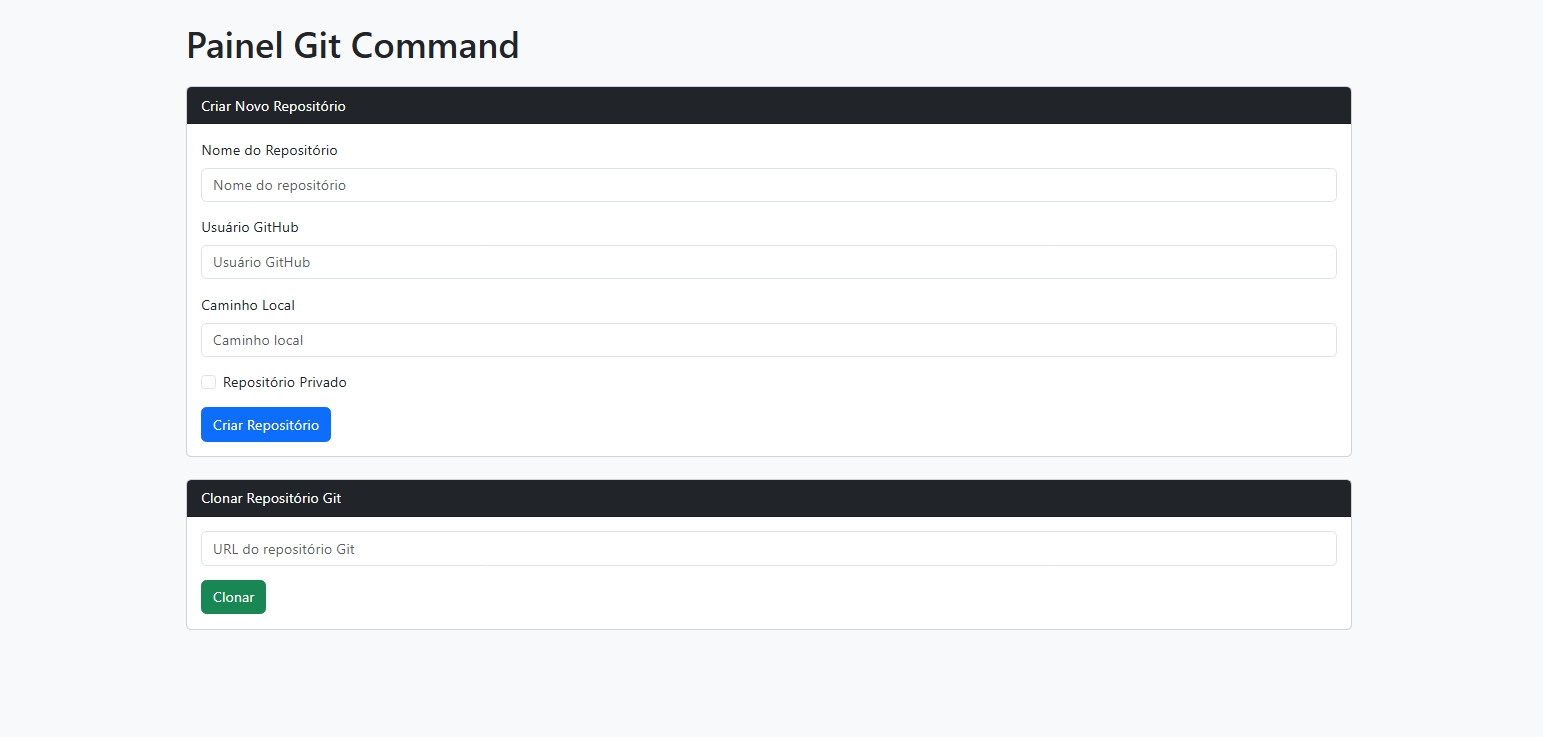 Painel Git Command
Criar Novo Repositório
Nome do Repositório
Nome do repositório
Usuário GitHub
Usuário GitHub
Caminho Local
Caminho local
Repositório Privado
Criar Repositório
Clonar Repositório Git
URL do repositório Git
Clonar